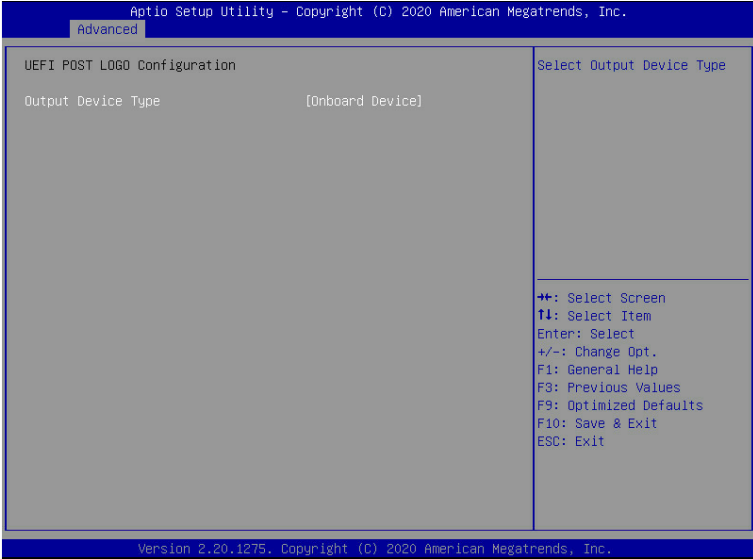 Aptio Setup Utility – Copyright (C) 2020 American Megatrends, Inc.
Advanced
UEFI POST LOGO Configuration
Output Device Type [Onboard Device]
Select Output Device Type
→←: Select Screen
↑↓: Select Item
Enter: Select
+/-: Change Opt.
F1: General Help
F3: Previous Values
F9: Optimized Defaults
F10: Save & Exit
ESC: Exit
Version 2.20.1275. Copyright (C) 2020 American Megatrends, Inc.